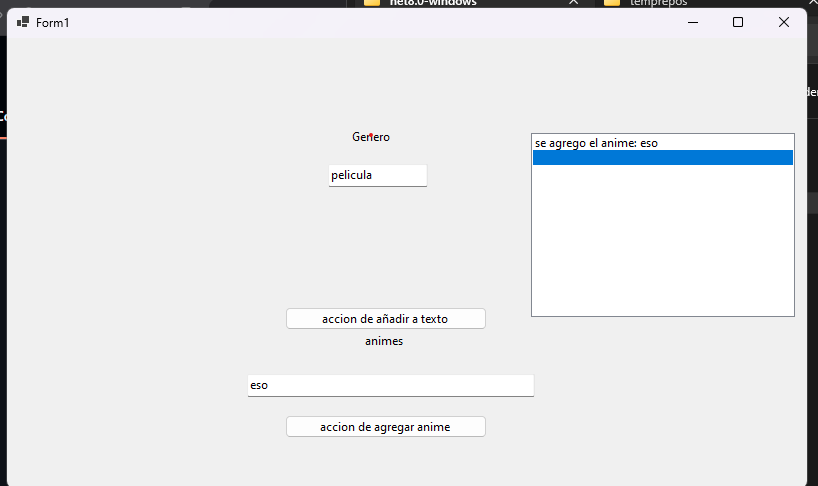 net8.0-windows
temprepos
Form1
Genero
se agrego el anime: eso
pelicula
accion de añadir a texto
animes
eso
accion de agregar anime